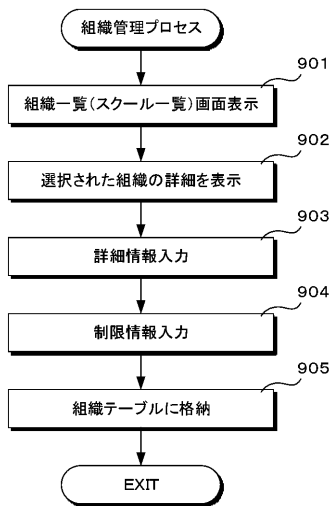 組織管理プロセス
901
組織一覧(スクール一覧)画面表示
902
選択された組織の詳細を表示
903
詳細情報入力
904
制限情報入力
905
組織テーブルに格納
EXIT